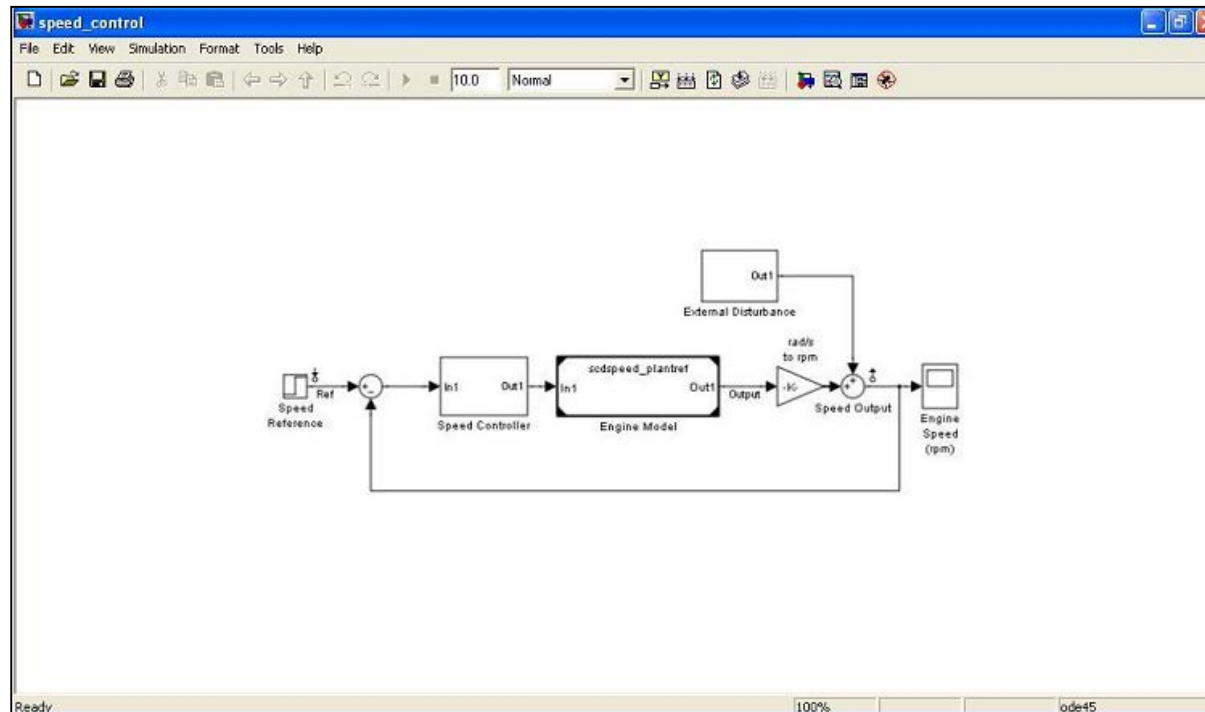 speed_control
File Edit View Simulation Format Tools Help
10.0 Normal
Out1
External Disturbance
rad/s
to rpm
scdspeed_plantref
In1 Out1
In1 Out1
Ref
Output
-K-
Speed
Reference
Speed Controller
Engine Model
Speed Output
Engine
Speed
(rpm)
Ready 100% ode45